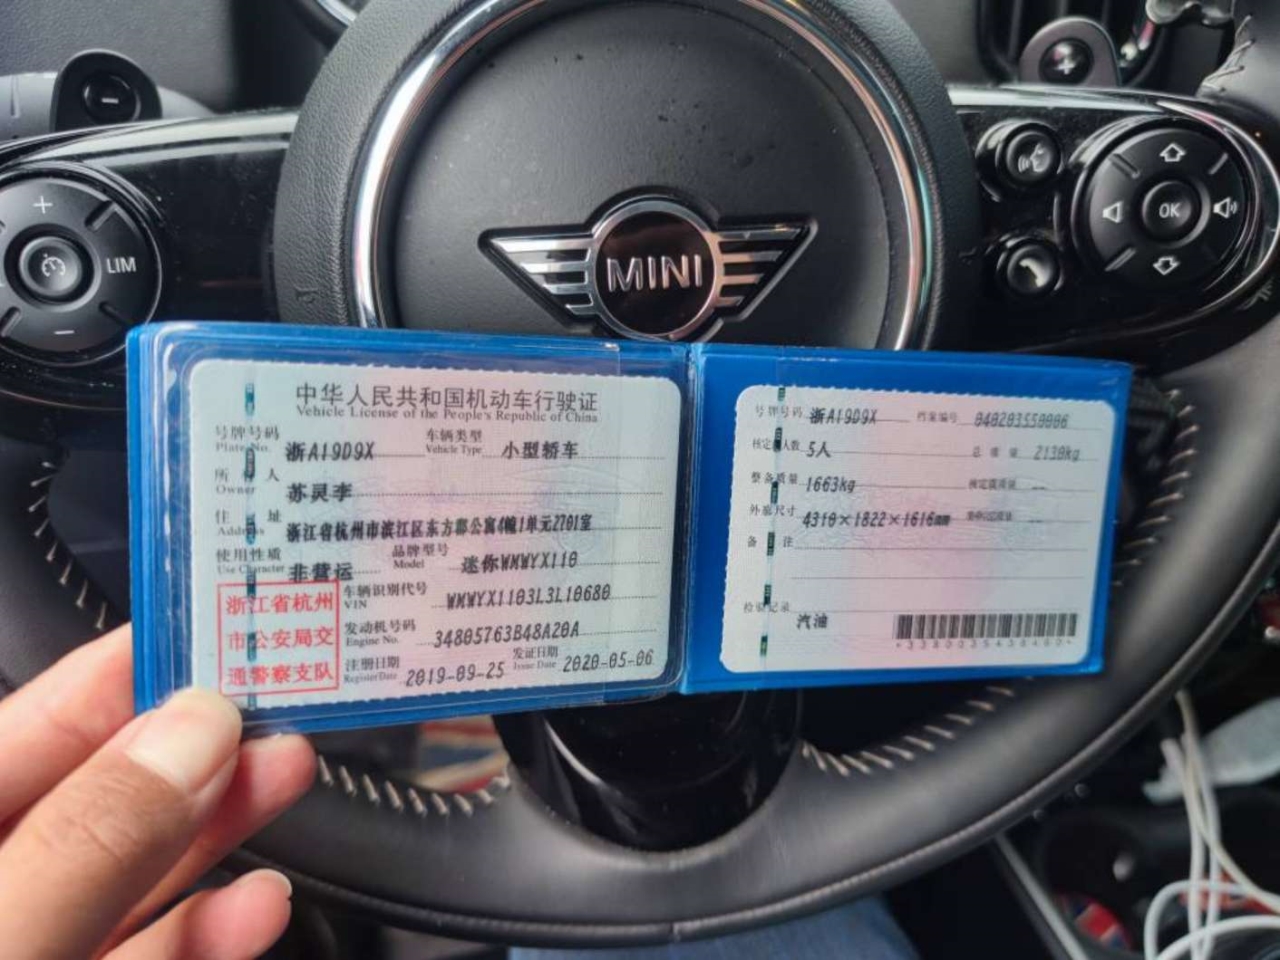 LIM
MINI
OK
中华人民共和国机动车行驶证
Vehicle License of the People's Republic of China
号牌号码 浙A19D9X 车辆类型 小型轿车
Plate No. Vehicle Type
所有人 苏灵李
Owner
住址 浙江省杭州市滨江区东方郡公寓4幢1单元2701室
Address
使用性质 非营运 品牌型号 迷你WMWYX110
Use Character Model
浙江省杭州
市公安局交
通警察支队
车辆识别代号 WMWYX1103L3L10680
VIN
发动机号码 34805763B48A20A
Engine No.
注册日期 2019-09-25 发证日期 2020-05-06
Register Date Issue Date
号牌号码 浙A19D9X 档案编号
核定人数 5人 总质量 2130kg
整备质量 1663kg 核定载质量 --
外廓尺寸 4310×1822×1616mm
备注
检验记录
汽油